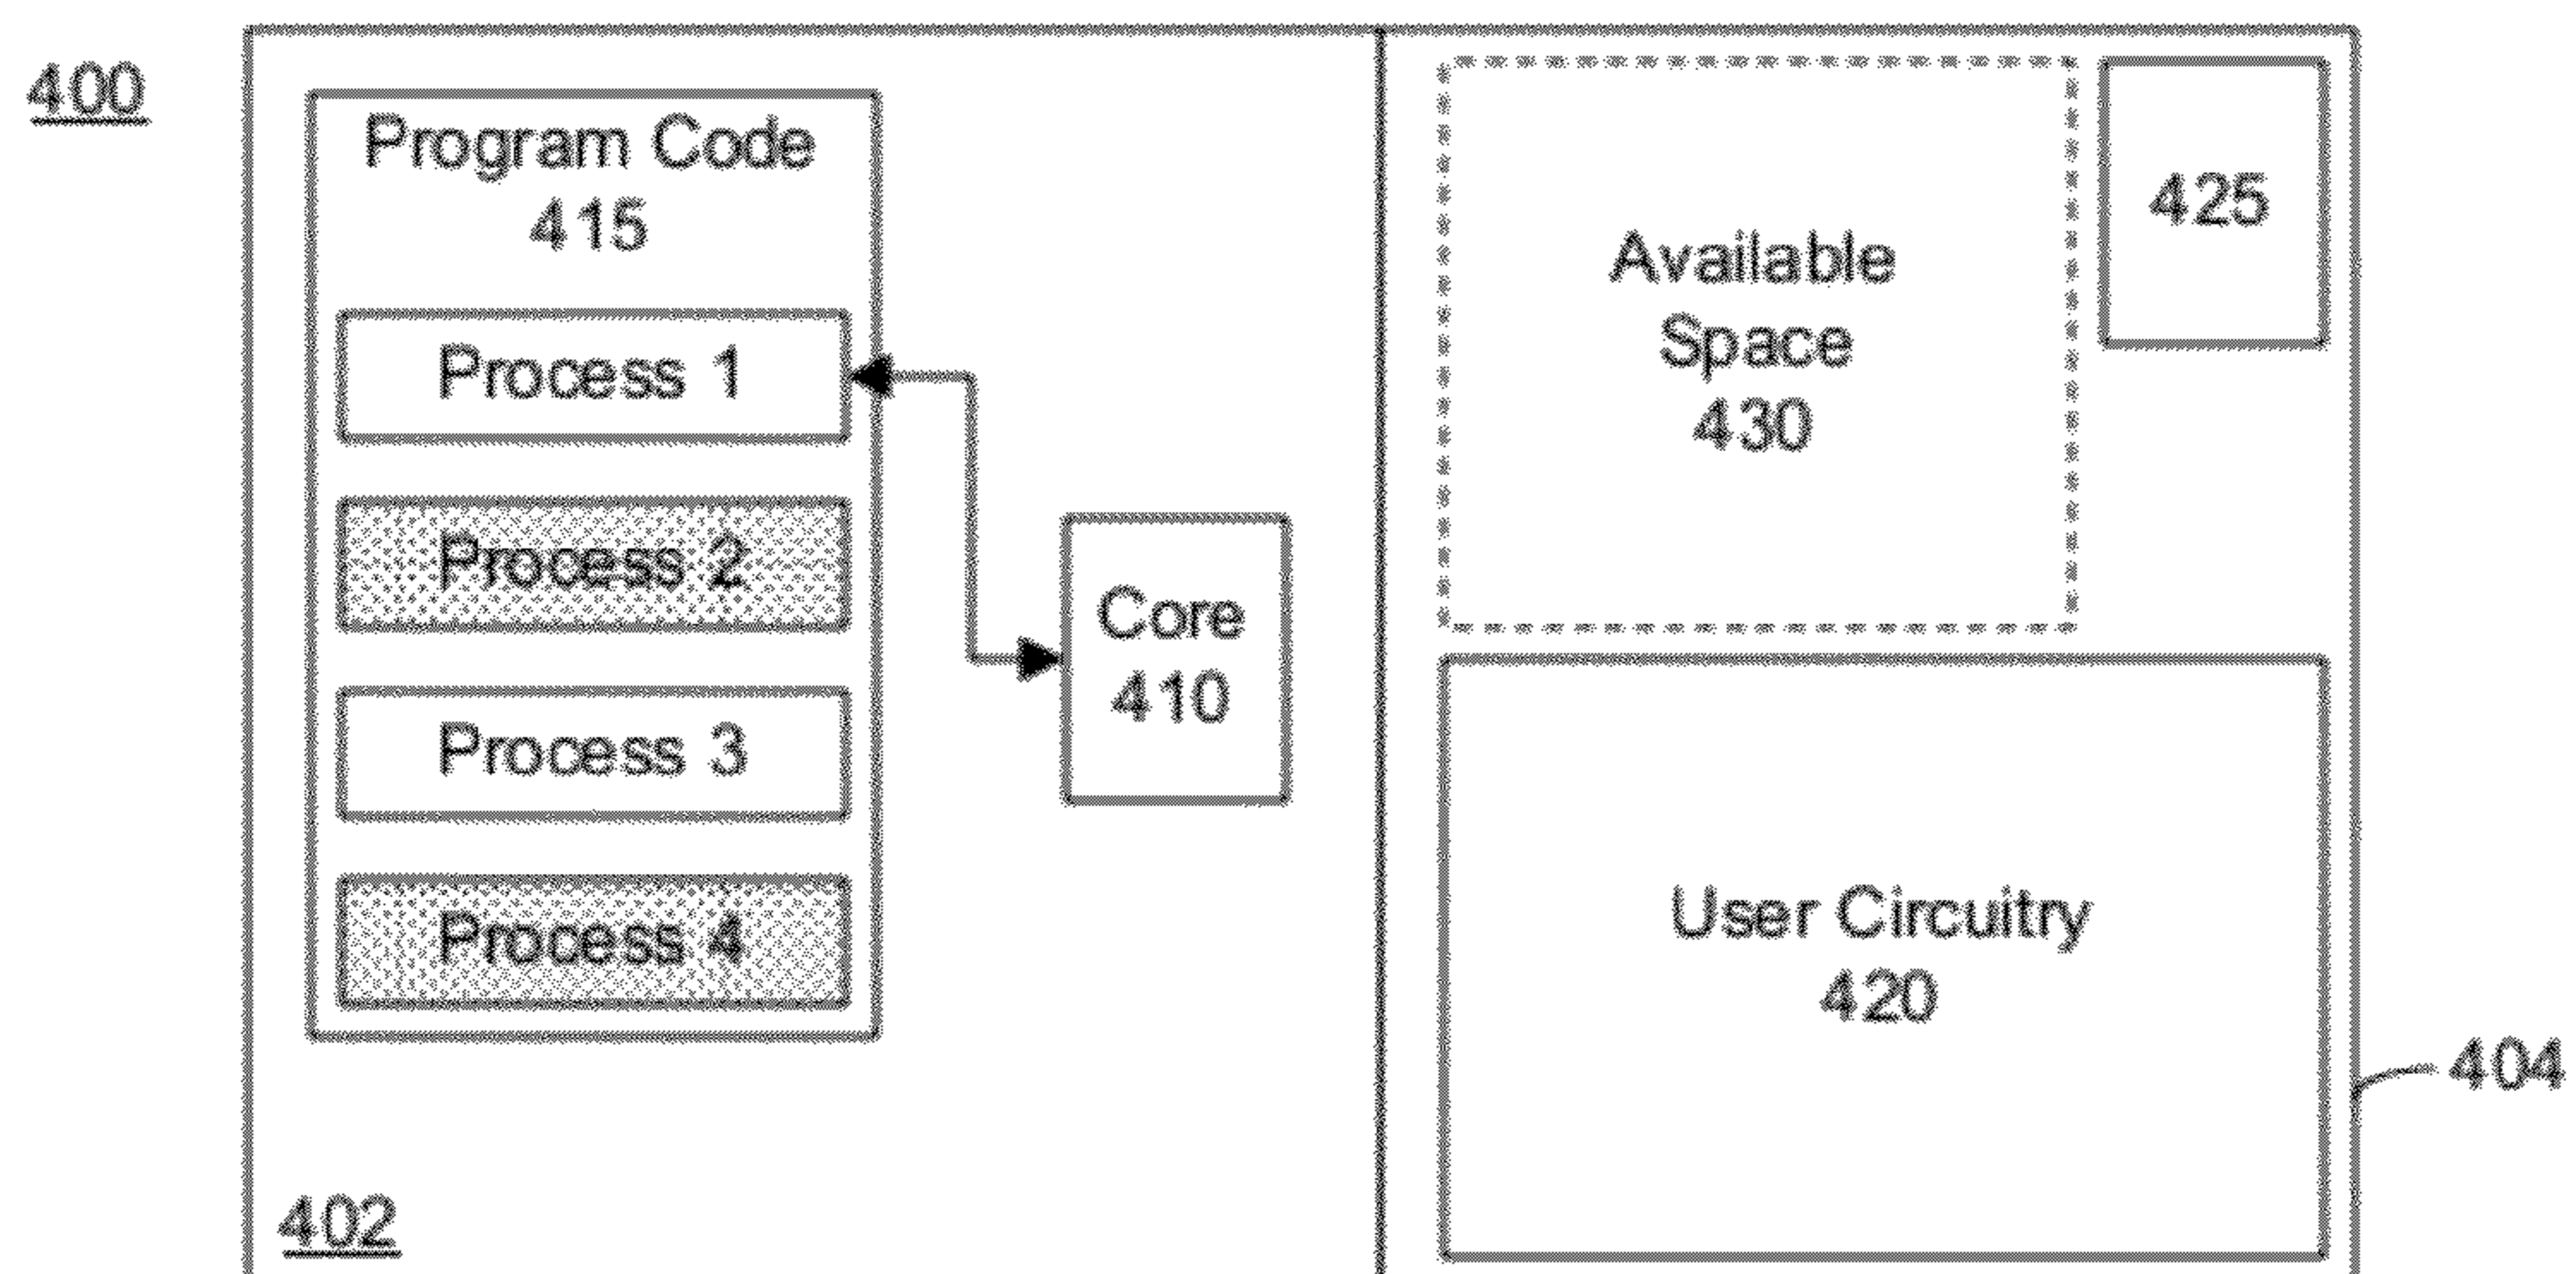 400
Program Code
415
Process 1
Process 2
Process 3
Process 4
402
Core
410
Available
Space
430
425
User Circuitry
420
404